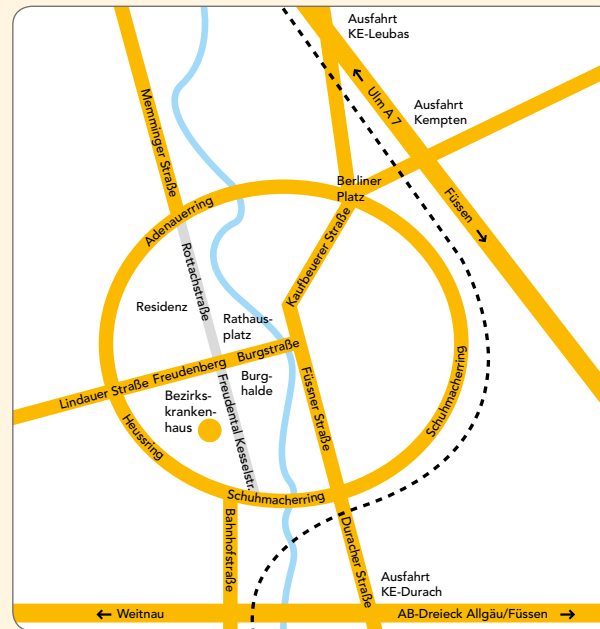 Ausfahrt
KE-Leubas
Ulm A 7
Ausfahrt
Kempten
Memminger Straße
Berliner
Platz
Füssen
Adenauerring
Kaufbeurer Straße
Rottachstraße
Residenz
Rathaus-
platz
Lindauer Straße Freudenberg Burgstraße
Füssner Straße
Schuhmacherring
Burg-
halde
Bezirks-
kranken-
haus
Freudental Kesselstr.
Heussring
Schuhmacherring
Bahnhofstraße
Duracher Straße
Ausfahrt
KE-Durach
← Weitnau
AB-Dreieck Allgäu/Füssen →